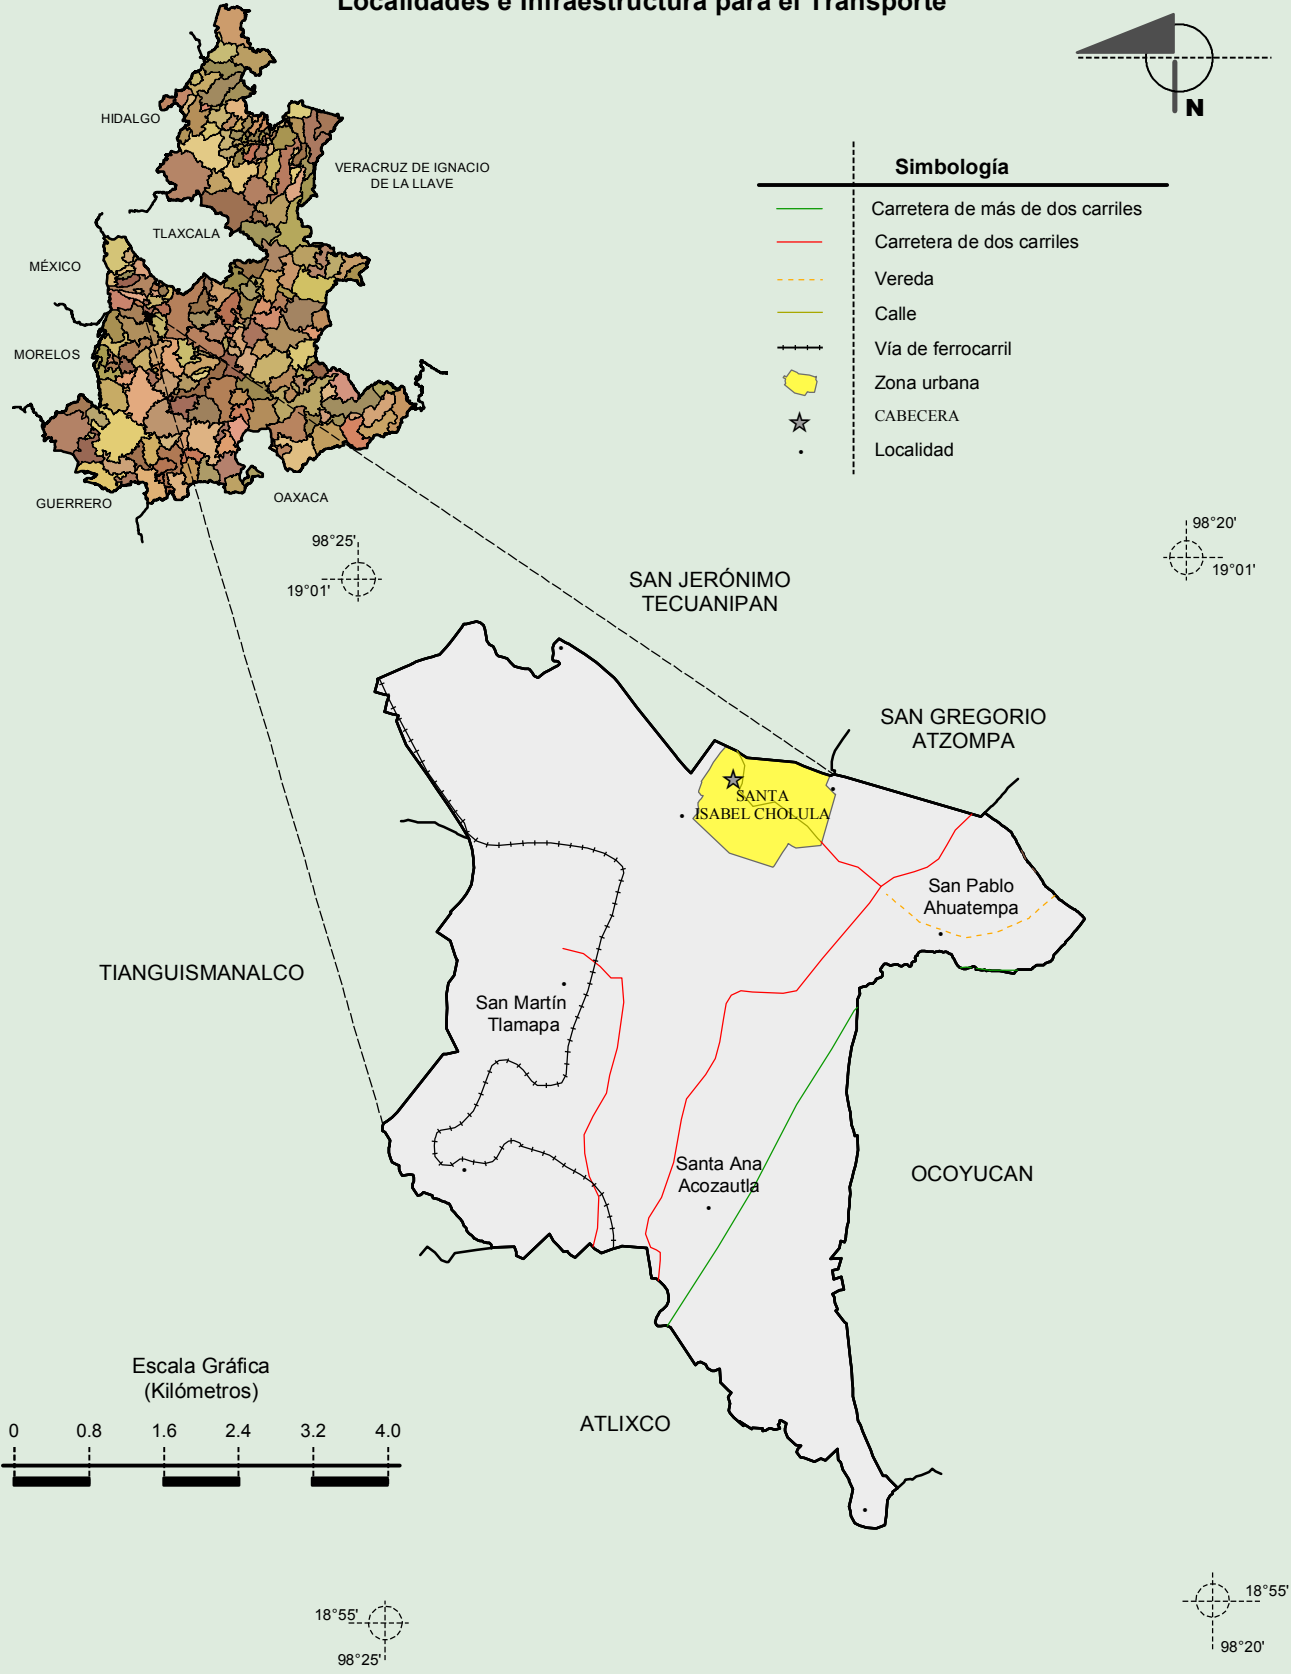 Localidades e Infraestructura para el Transporte
N
HIDALGO
VERACRUZ DE IGNACIO
DE LA LLAVE
TLAXCALA
MÉXICO
MORELOS
GUERRERO
OAXACA
Simbología
Carretera de más de dos carriles
Carretera de dos carriles
Vereda
Calle
Vía de ferrocarril
Zona urbana
CABECERA
Localidad
98°25'
19°01'
98°20'
19°01'
SAN JERÓNIMO
TECUANIPAN
SAN GREGORIO
ATZOMPA
SANTA
ISABEL CHOLULA
San Pablo
Ahuatempa
TIANGUISMANALCO
San Martín
Tlamapa
Santa Ana
Acozautla
OCOYUCAN
ATLIXCO
Escala Gráfica
(Kilómetros)
0 0.8 1.6 2.4 3.2 4.0
18°55'
98°25'
18°55'
98°20'